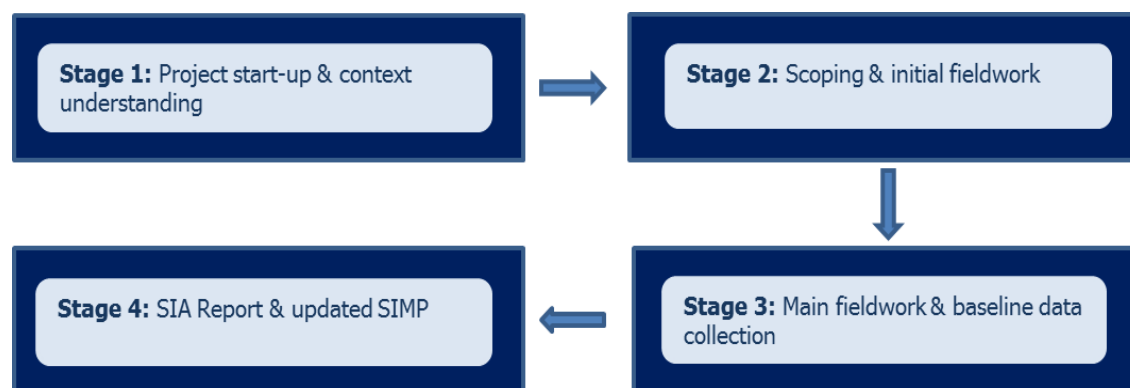 Stage 1: Project start-up & context
understanding
Stage 2: Scoping & initial fieldwork
Stage 3: Main fieldwork & baseline data
collection
Stage 4: SIA Report & updated SIMP